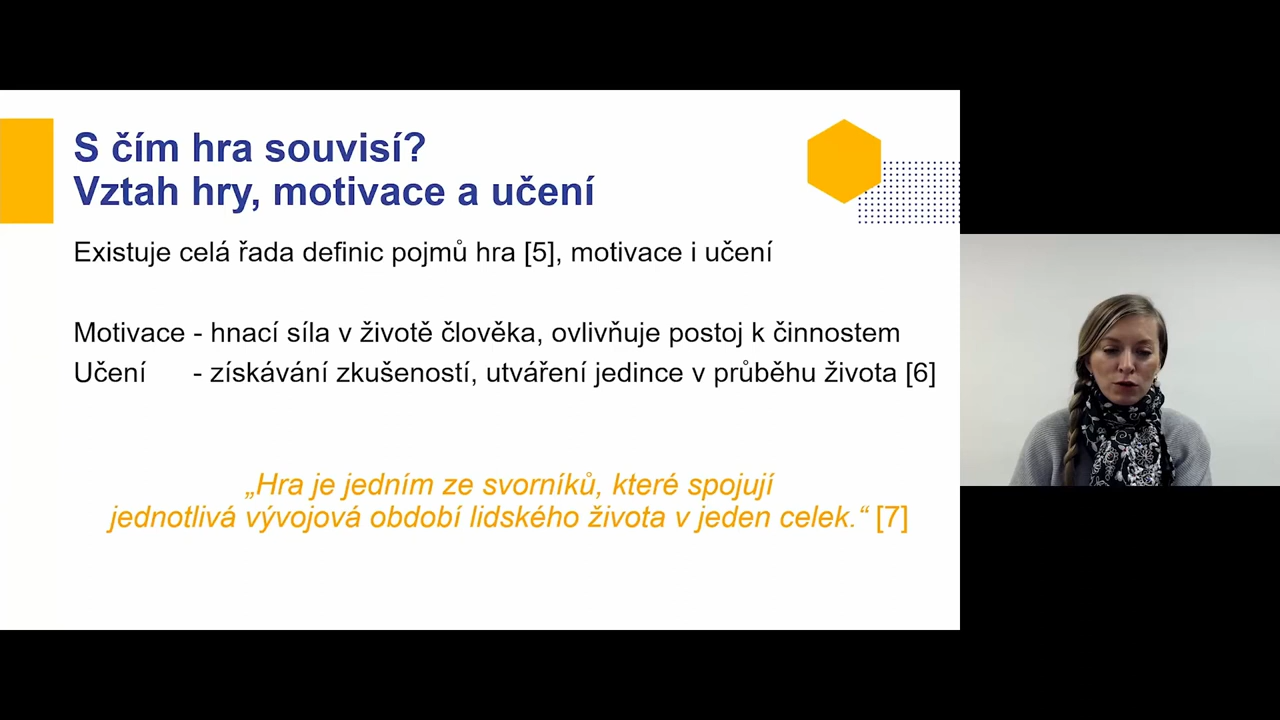 S čím hra souvisí?
Vztah hry, motivace a učení
Existuje celá řada definic pojmů hra [5], motivace i učení
Motivace - hnací síla v životě člověka, ovlivňuje postoj k činnostem
Učení - získávání zkušeností, utváření jedince v průběhu života [6]
„Hra je jedním ze svorníků, které spojují
jednotlivá vývojová období lidského života v jeden celek.“ [7]